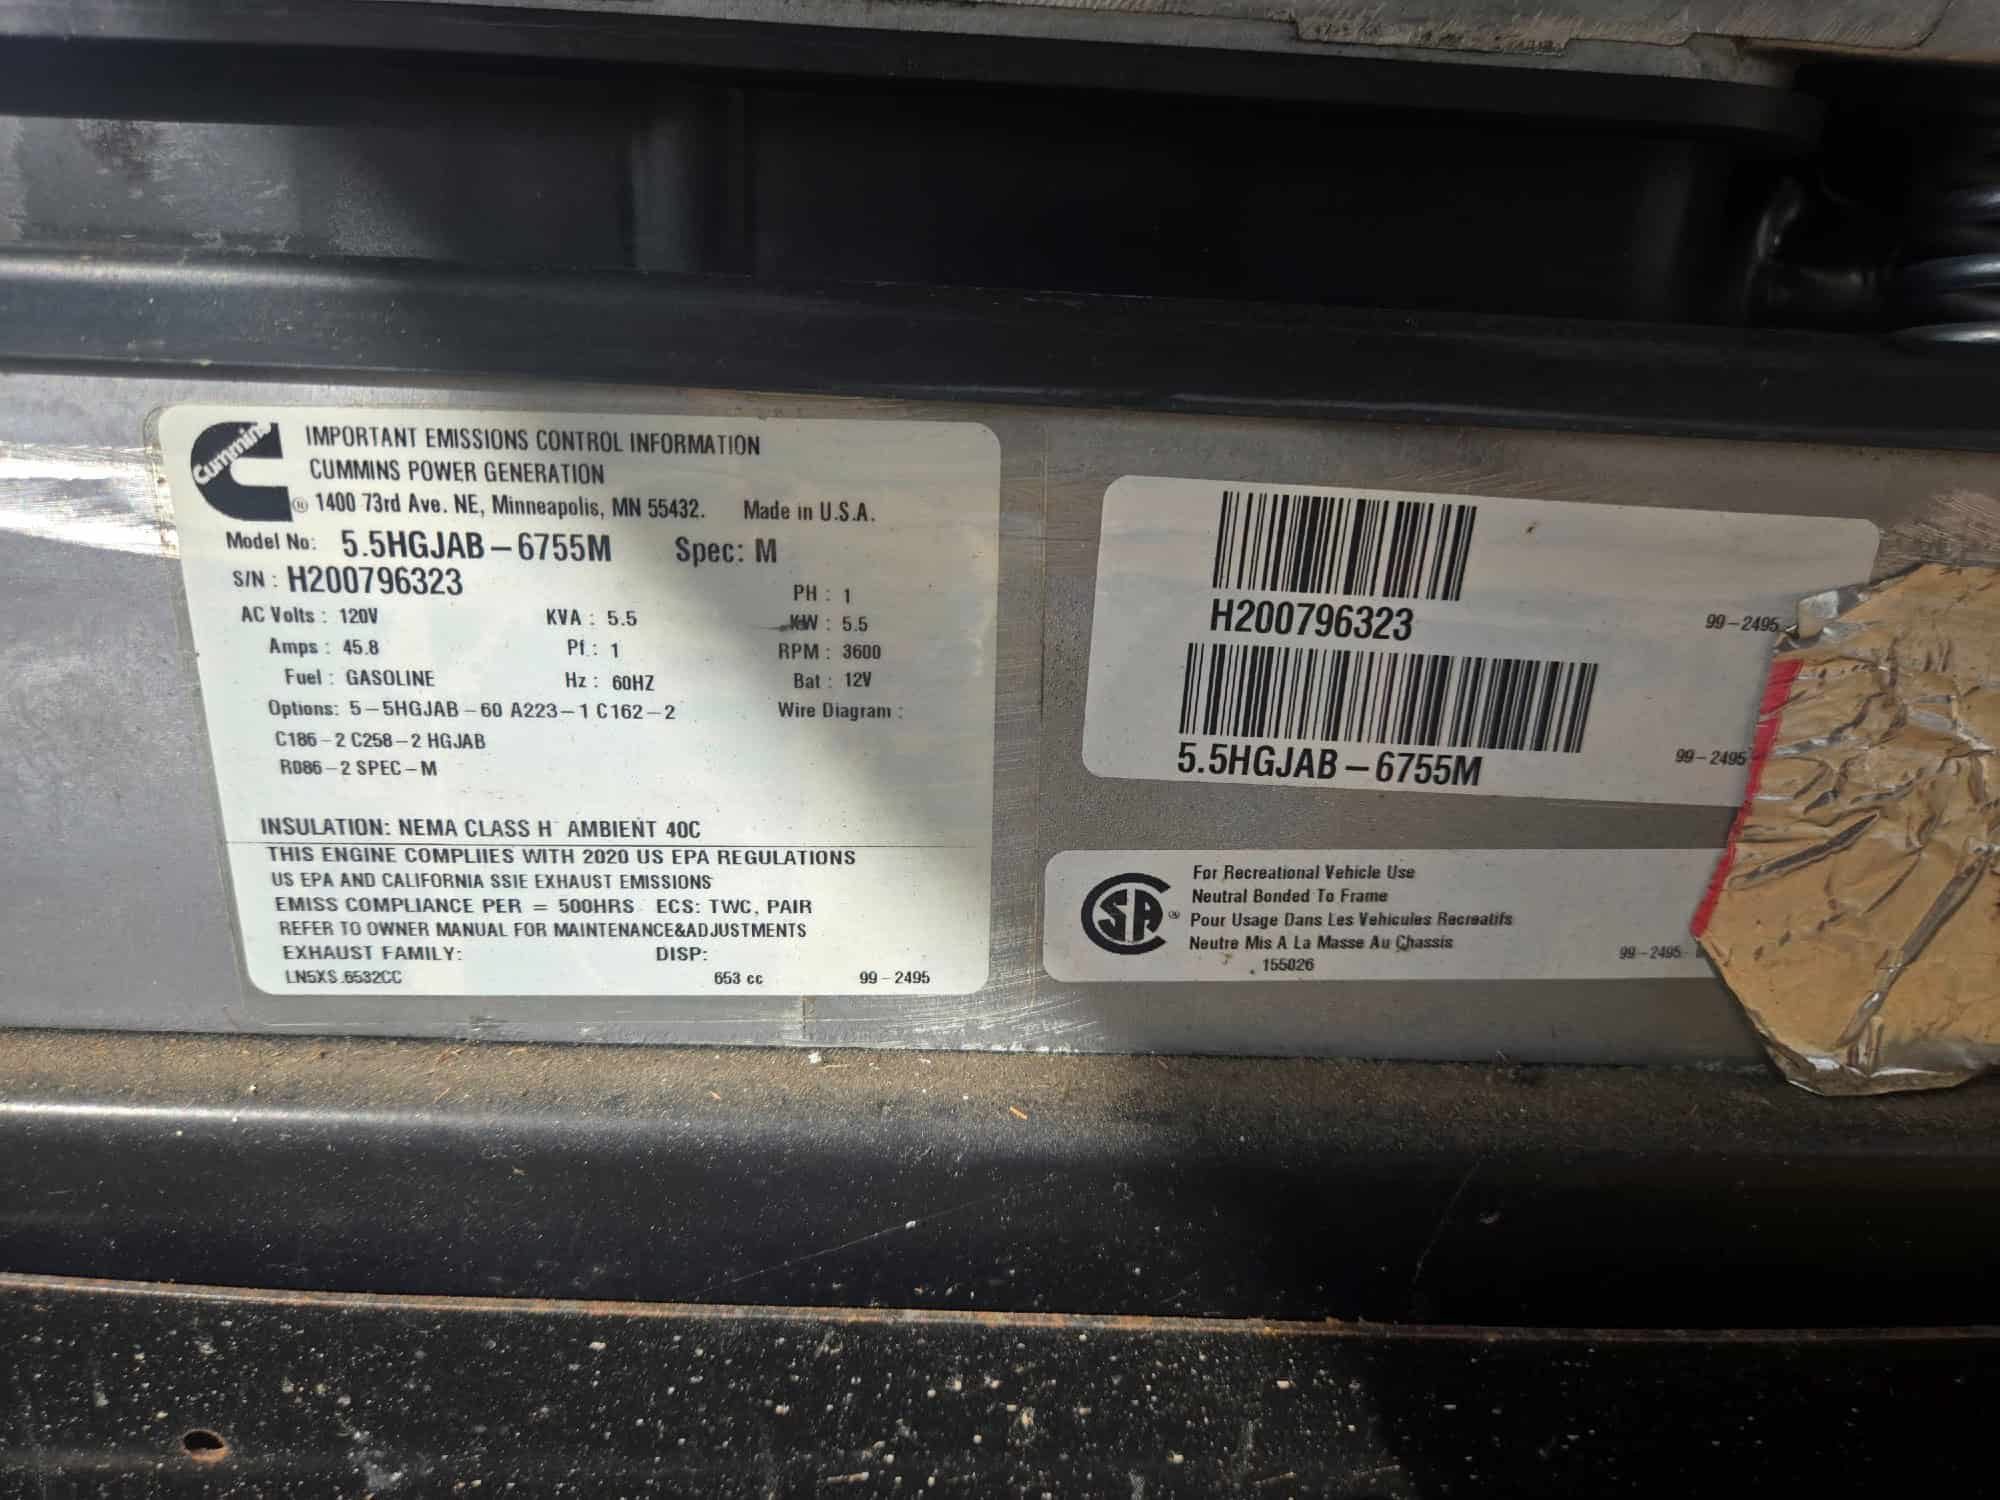 Cummins
IMPORTANT EMISSIONS CONTROL INFORMATION
CUMMINS POWER GENERATION
® 1400 73rd Ave. NE, Minneapolis, MN 55432. Made in U.S.A.
Model No: 5.5HGJAB-6755M Spec: M
S/N : H200796323 PH : 1
AC Volts : 120V KVA : 5.5 KW : 5.5
Amps : 45.8 Pf : 1 RPM : 3600
Fuel : GASOLINE Hz : 60HZ Bat : 12V
Options: 5-5HGJAB-60 A223-1 C162-2 Wire Diagram :
C186-2 C258-2 HGJAB
R086-2 SPEC-M
INSULATION: NEMA CLASS H AMBIENT 40C
THIS ENGINE COMPLIIES WITH 2020 US EPA REGULATIONS
US EPA AND CALIFORNIA SSIE EXHAUST EMISSIONS
EMISS COMPLIANCE PER = 500HRS ECS: TWC, PAIR
REFER TO OWNER MANUAL FOR MAINTENANCE&ADJUSTMENTS
EXHAUST FAMILY: DISP:
LN5XS.6532CC 653 cc 99-2495
H200796323 99-2495
5.5HGJAB-6755M 99-2495
SA ®
For Recreational Vehicle Use
Neutral Bonded To Frame
Pour Usage Dans Les Vehicules Recreatifs
Neutre Mis A La Masse Au Chassis
155026 99-2495